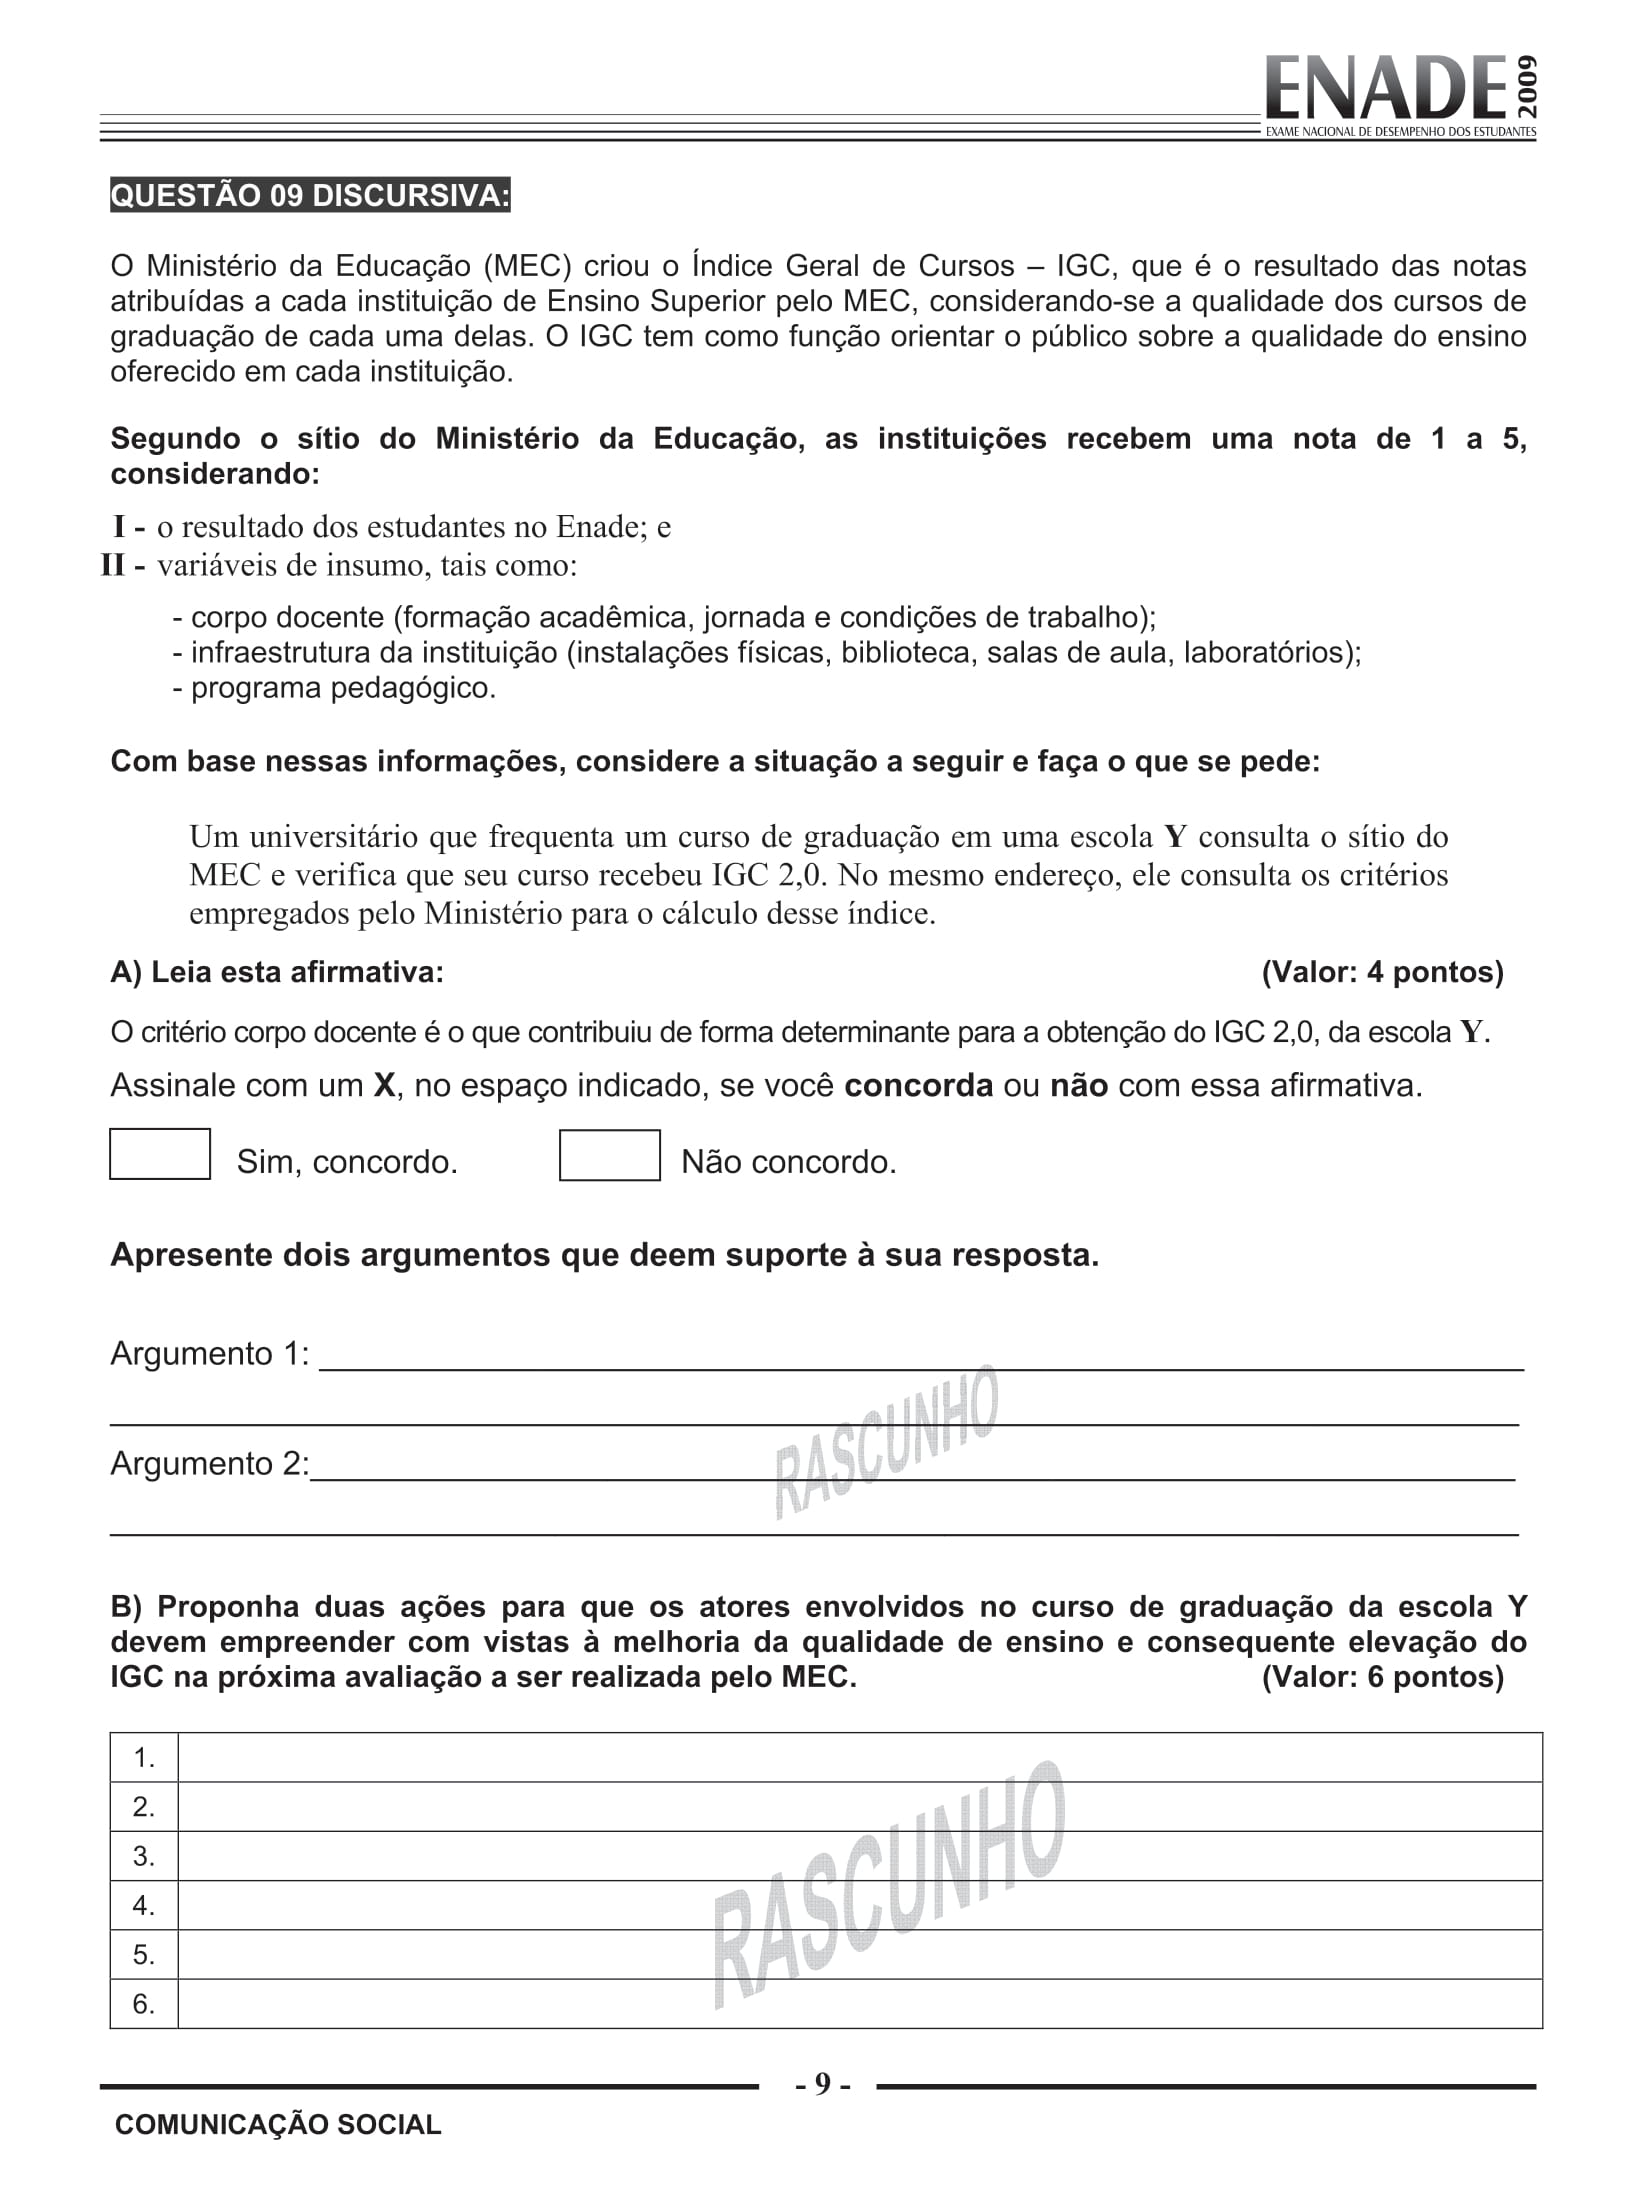 ENADE 2009
EXAME NACIONAL DE DESEMPENHO DOS ESTUDANTES
QUESTÃO 09 DISCURSIVA:
O Ministério da Educação (MEC) criou o Índice Geral de Cursos – IGC, que é o resultado das notas
atribuídas a cada instituição de Ensino Superior pelo MEC, considerando-se a qualidade dos cursos de
graduação de cada uma delas. O IGC tem como função orientar o público sobre a qualidade do ensino
oferecido em cada instituição.
Segundo o sítio do Ministério da Educação, as instituições recebem uma nota de 1 a 5,
considerando:
I - o resultado dos estudantes no Enade; e
II - variáveis de insumo, tais como:
- corpo docente (formação acadêmica, jornada e condições de trabalho);
- infraestrutura da instituição (instalações físicas, biblioteca, salas de aula, laboratórios);
- programa pedagógico.
Com base nessas informações, considere a situação a seguir e faça o que se pede:
Um universitário que frequenta um curso de graduação em uma escola Y consulta o sítio do
MEC e verifica que seu curso recebeu IGC 2,0. No mesmo endereço, ele consulta os critérios
empregados pelo Ministério para o cálculo desse índice.
A) Leia esta afirmativa: (Valor: 4 pontos)
O critério corpo docente é o que contribuiu de forma determinante para a obtenção do IGC 2,0, da escola Y.
Assinale com um X, no espaço indicado, se você concorda ou não com essa afirmativa.
Sim, concordo. Não concordo.
Apresente dois argumentos que deem suporte à sua resposta.
Argumento 1:
RASCUNHO
Argumento 2:
B) Proponha duas ações para que os atores envolvidos no curso de graduação da escola Y
devem empreender com vistas à melhoria da qualidade de ensino e consequente elevação do
IGC na próxima avaliação a ser realizada pelo MEC. (Valor: 6 pontos)
1.
2.
3.
RASCUNHO
4.
5.
6.
- 9 -
COMUNICAÇÃO SOCIAL